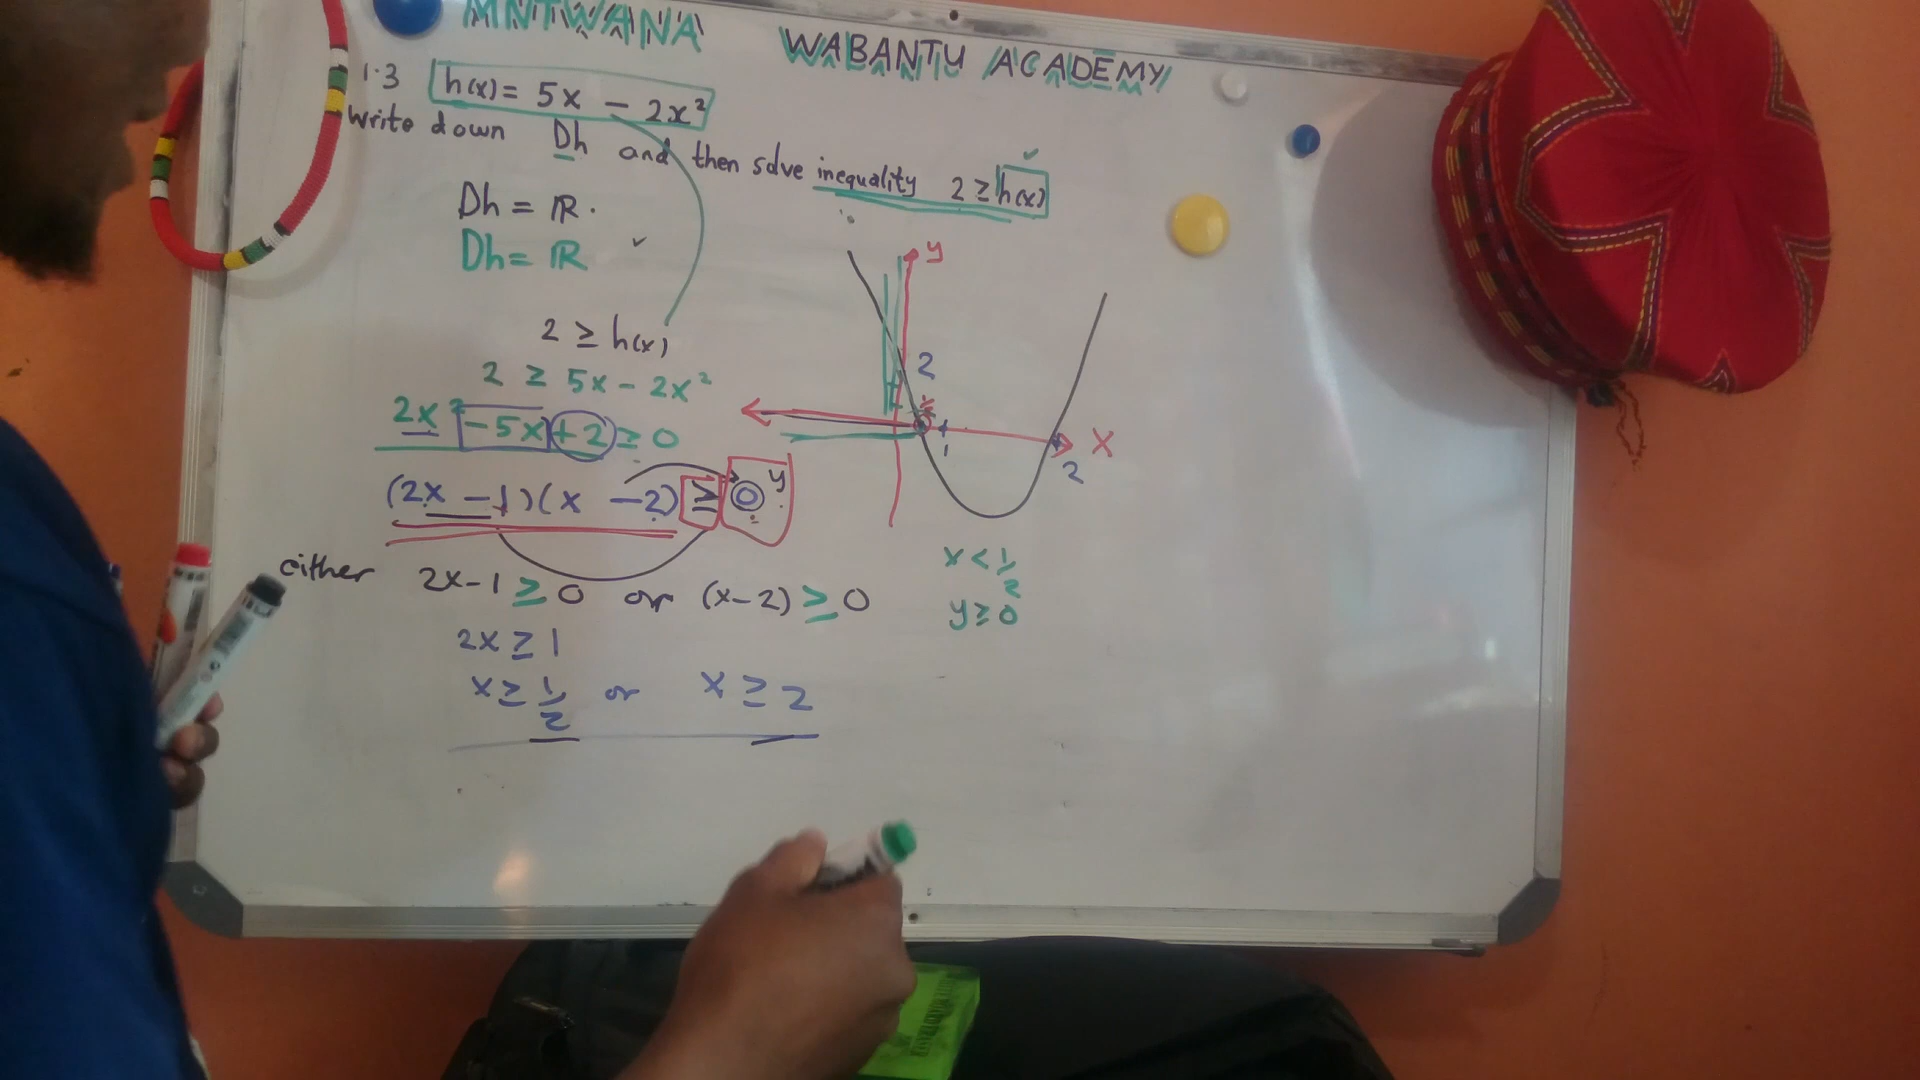 MNTWANA WABANTU ACADEMY
1.3 h(x) = 5x - 2x²
write down Dh and then solve inequality 2 ≥ h(x)
Dh = ℝ.
Dh = ℝ ✓
2 ≥ h(x)
2 ≥ 5x - 2x²
2x² - 5x + 2 ≥ 0
(2x - 1)(x - 2) ≥ 0 y
either 2x-1 ≥ 0 or (x-2) ≥ 0
2x ≥ 1
x ≥ 1/2 or x ≥ 2
y
2
1
2
x
x < 1/2
y ≥ 0